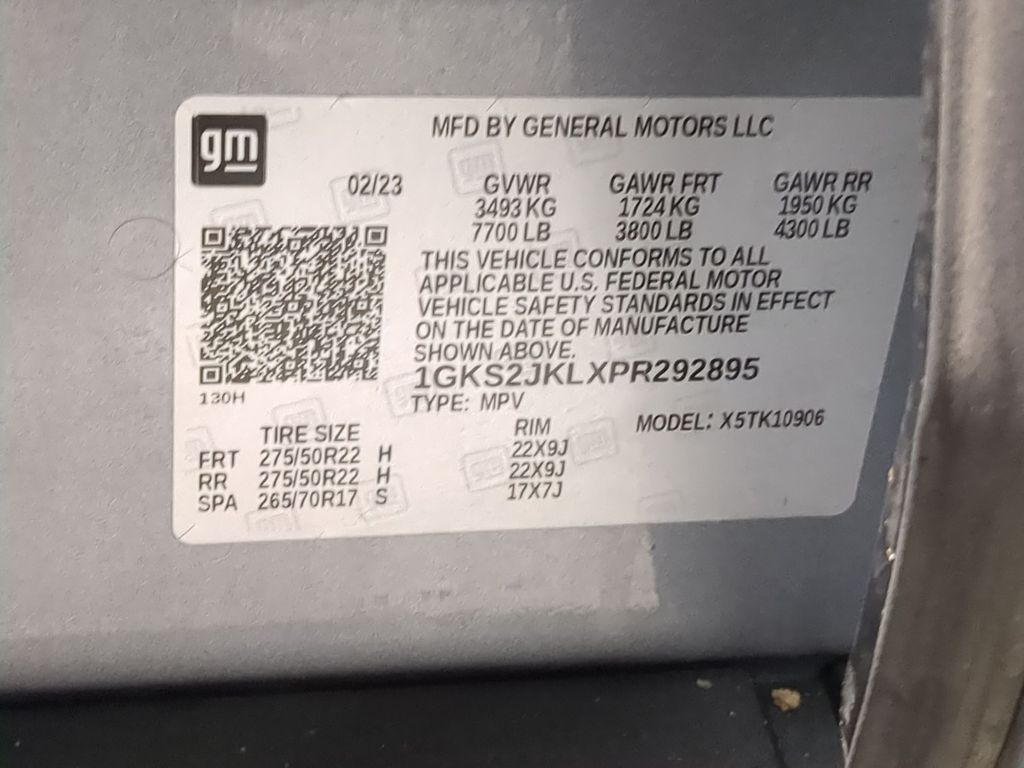 gm
MFD BY GENERAL MOTORS LLC
02/23 GVWR GAWR FRT GAWR RR
3493 KG 1724 KG 1950 KG
7700 LB 3800 LB 4300 LB
THIS VEHICLE CONFORMS TO ALL
APPLICABLE U.S. FEDERAL MOTOR
VEHICLE SAFETY STANDARDS IN EFFECT
ON THE DATE OF MANUFACTURE
SHOWN ABOVE.
1GKS2JKLXPR292895
130H
TYPE: MPV
MODEL: X5TK10906
TIRE SIZE RIM
FRT 275/50R22 H 22X9J
RR 275/50R22 H 22X9J
SPA 265/70R17 S 17X7J